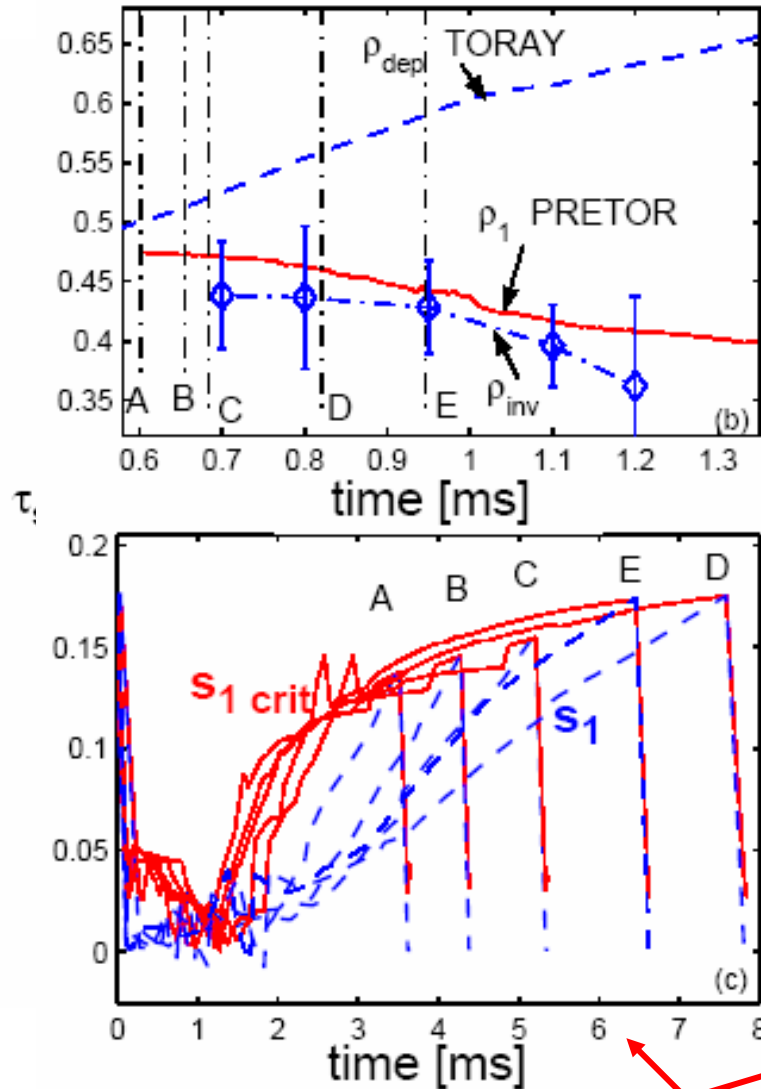 0.65
0.6
0.55
0.5
0.45
0.4
0.35
ρdep TORAY
ρ1 PRETOR
ρinv
A B C D E
(b)
0.6 0.7 0.8 0.9 1 1.1 1.2 1.3
time [ms]
τs
0.2
0.15
0.1
0.05
0
A B C E D
s1 crit
s1
(c)
0 1 2 3 4 5 6 7 8
time [ms]